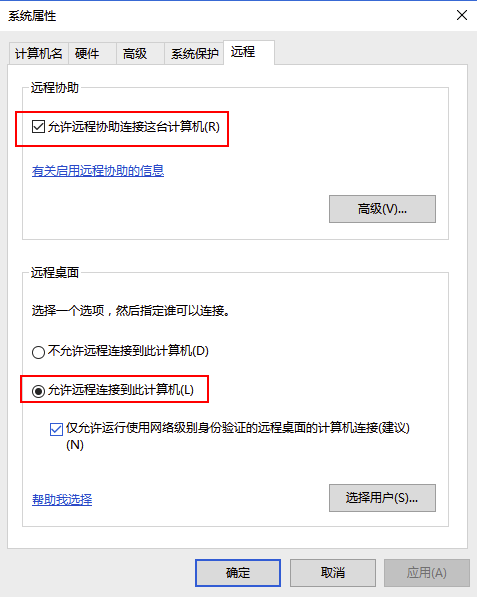 系统属性
计算机名 硬件 高级 系统保护 远程
远程协助
允许远程协助连接这台计算机(R)
有关启用远程协助的信息
高级(V)...
远程桌面
选择一个选项，然后指定谁可以连接。
不允许远程连接到此计算机(D)
允许远程连接到此计算机(L)
仅允许运行使用网络级别身份验证的远程桌面的计算机连接(建议)
(N)
帮助我选择 选择用户(S)...
确定 取消 应用(A)